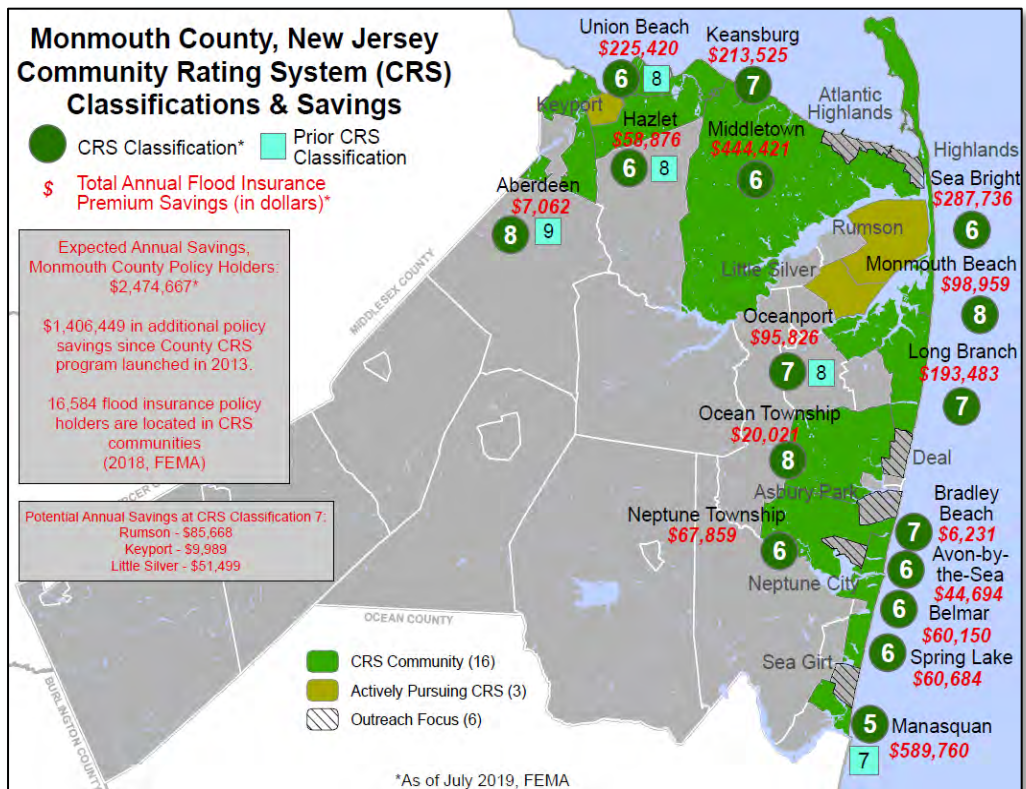 Monmouth County, New Jersey
Community Rating System (CRS)
Classifications & Savings
CRS Classification*
Prior CRS
Classification
$ Total Annual Flood Insurance
Premium Savings (in dollars)*
Expected Annual Savings,
Monmouth County Policy Holders:
$2,474,667*
$1,406,449 in additional policy
savings since County CRS
program launched in 2013.
16,584 flood insurance policy
holders are located in CRS
communities
(2018, FEMA)
Potential Annual Savings at CRS Classification 7:
Rumson - $85,668
Keyport - $9,989
Little Silver - $51,499
Union Beach
$225,420
6 8
Keansburg
$213,525
7
Keyport
Hazlet
$58,876
6 8
Middletown
$444,421
6
Atlantic
Highlands
Highlands
Sea Bright
$287,736
6
Aberdeen
$7,062
8 9
Rumson
Little Silver
Monmouth Beach
$98,959
8
Oceanport
$95,826
7 8
Long Branch
$193,483
7
Ocean Township
$20,021
8
Deal
Asbury Park
Neptune Township
$67,859
6
Bradley
Beach
$6,231
7
Avon-by-
the-Sea
$44,694
6
Neptune City
Belmar
$60,150
6
Spring Lake
$60,684
6
Sea Girt
Manasquan
$589,760
5
7
MIDDLESEX COUNTY
RCER C
OCEAN COUNTY
BURLINGTON COUNTY
CRS Community (16)
Actively Pursuing CRS (3)
Outreach Focus (6)
*As of July 2019, FEMA